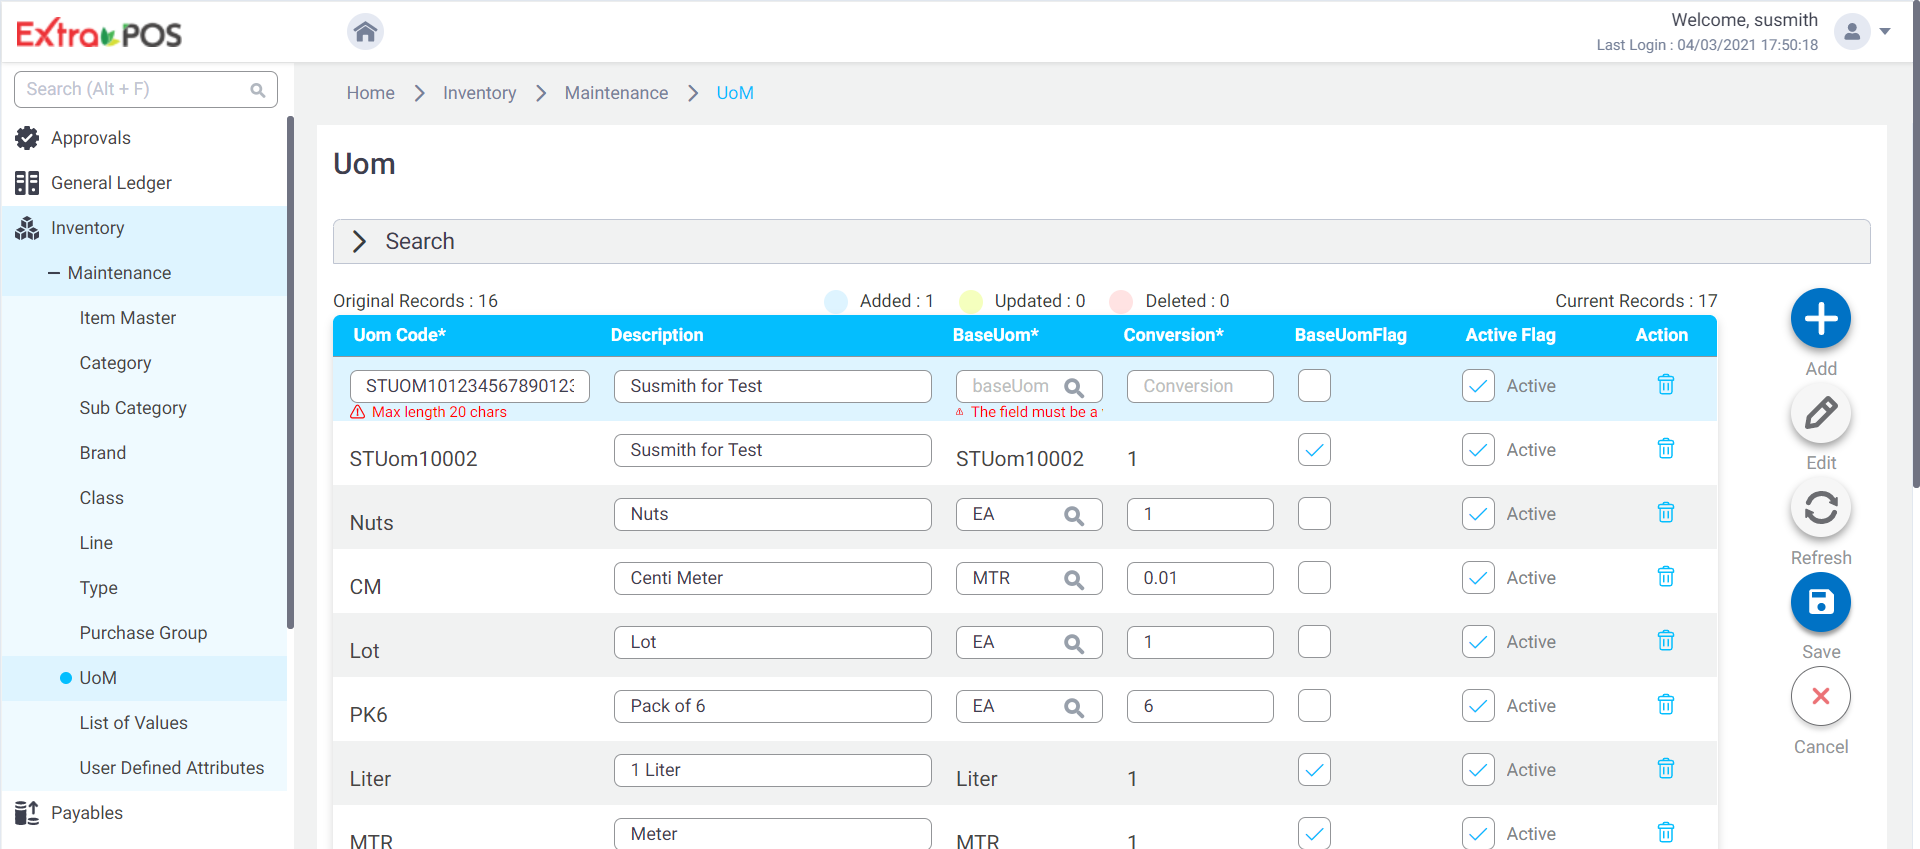 Extra POS
Welcome, susmith
Last Login : 04/03/2021 17:50:18
Search (Alt + F)
Approvals
General Ledger
Inventory
Maintenance
Item Master
Category
Sub Category
Brand
Class
Line
Type
Purchase Group
UoM
List of Values
User Defined Attributes
Payables
Home > Inventory > Maintenance > UoM
Uom
Search
Original Records : 16 Added : 1 Updated : 0 Deleted : 0 Current Records : 17
Uom Code* Description BaseUom* Conversion* BaseUomFlag Active Flag Action
STUOM10123456789012 Susmith for Test baseUom Conversion Active
Max length 20 chars The field must be a
STUom10002 Susmith for Test STUom10002 1 Active
Nuts Nuts EA 1 Active
CM Centi Meter MTR 0.01 Active
Lot Lot EA 1 Active
PK6 Pack of 6 EA 6 Active
Liter 1 Liter Liter 1 Active
MTR Meter MTR 1 Active
Add
Edit
Refresh
Save
Cancel